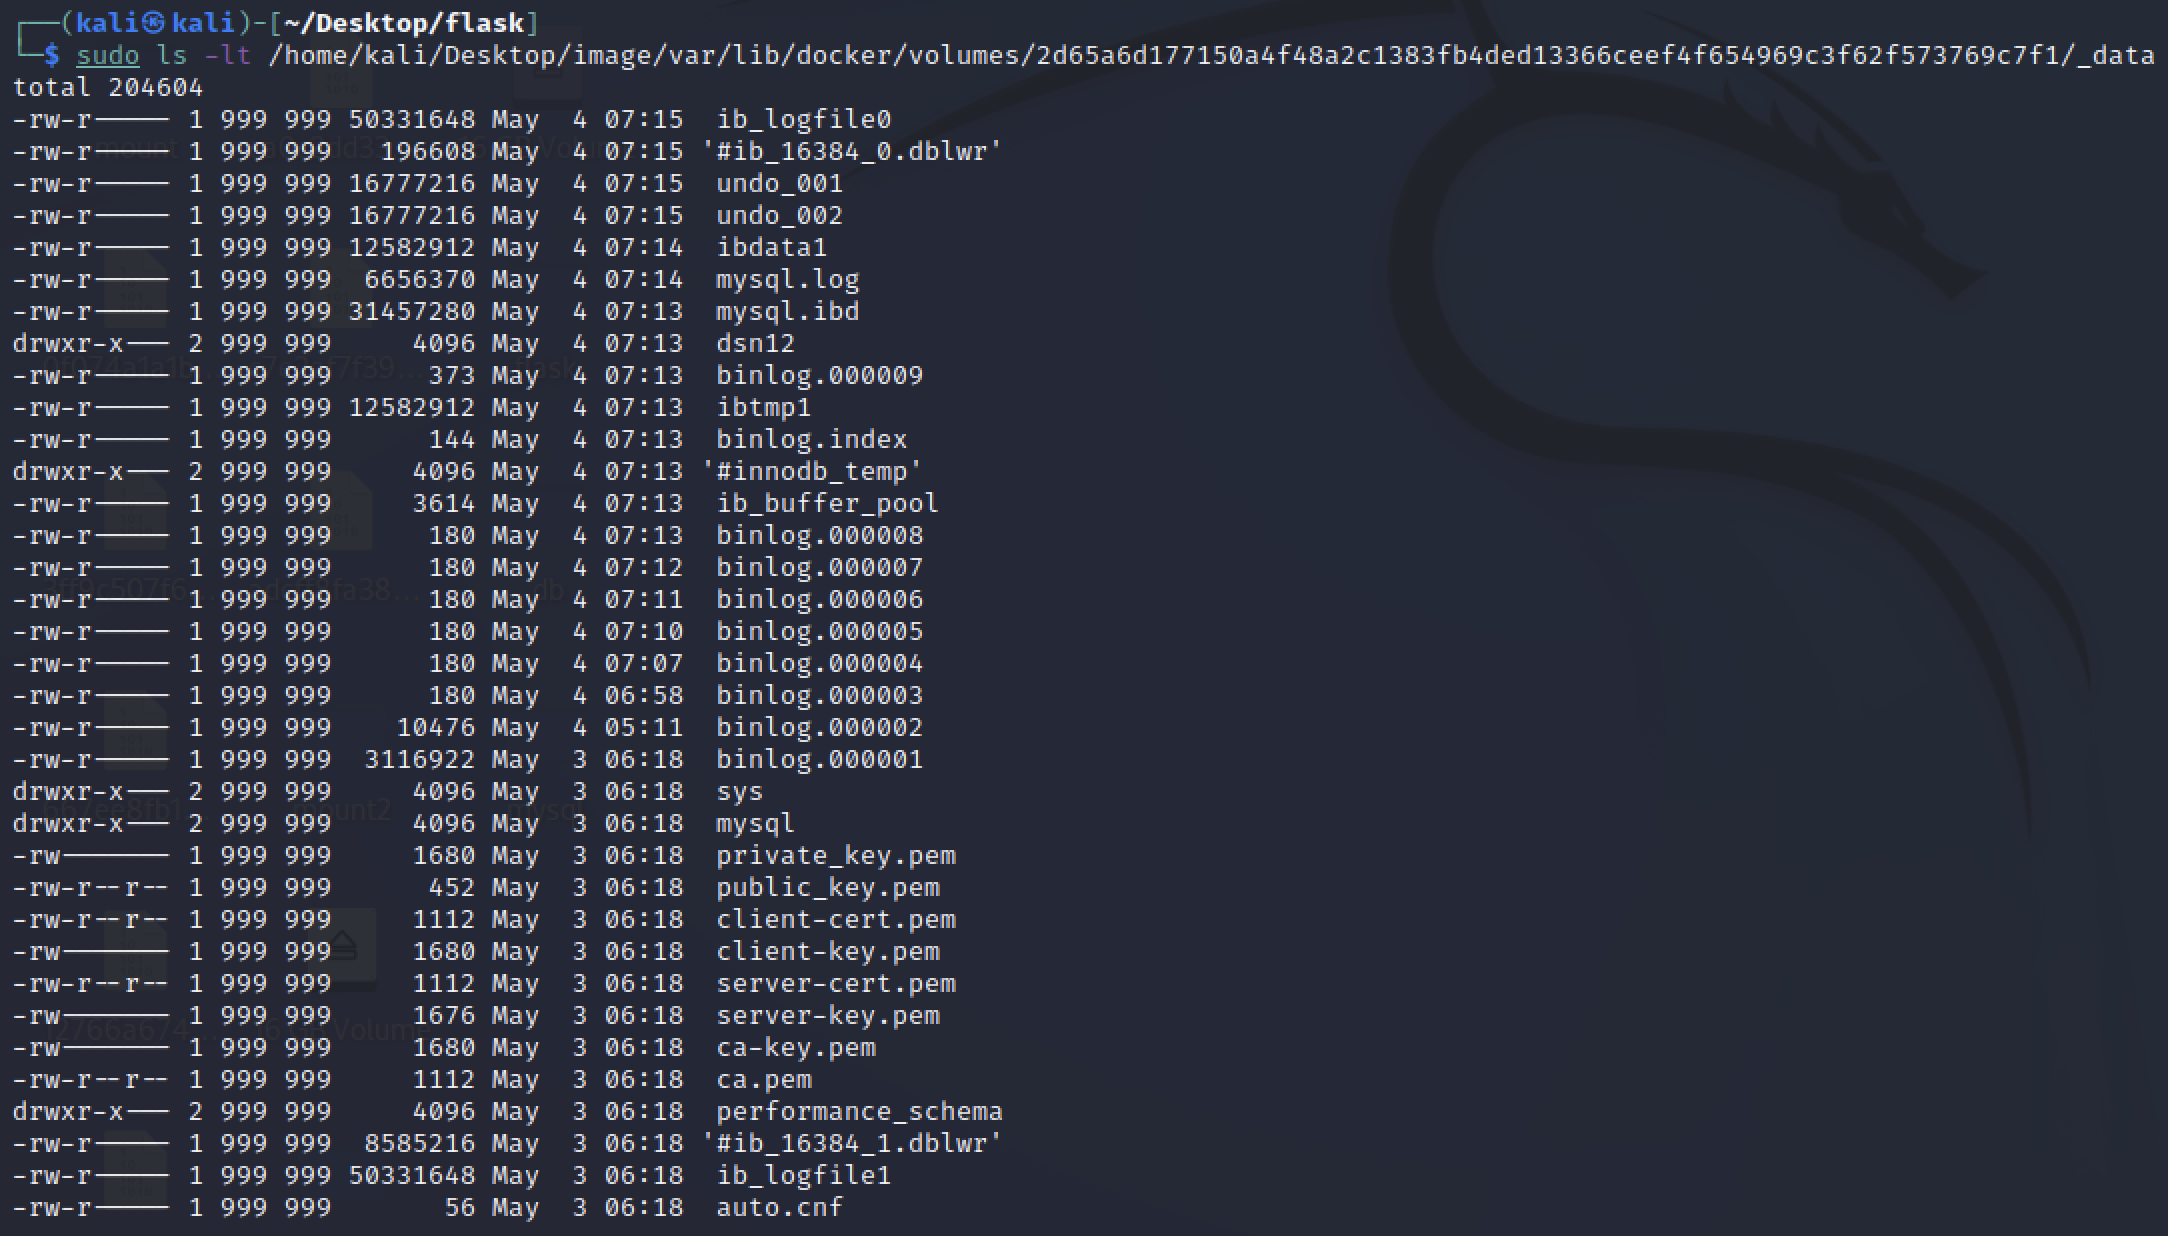 ┌──(kali㉿kali)-[~/Desktop/flask]
└─$ sudo ls -lt /home/kali/Desktop/image/var/lib/docker/volumes/2d65a6d177150a4f48a2c1383fb4ded13366ceef4f654969c3f62f573769c7f1/_data
total 204604
-rw-r----- 1 999 999 50331648 May  4 07:15  ib_logfile0
-rw-r----- 1 999 999   196608 May  4 07:15 '#ib_16384_0.dblwr'
-rw-r----- 1 999 999 16777216 May  4 07:15  undo_001
-rw-r----- 1 999 999 16777216 May  4 07:15  undo_002
-rw-r----- 1 999 999 12582912 May  4 07:14  ibdata1
-rw-r----- 1 999 999  6656370 May  4 07:14  mysql.log
-rw-r----- 1 999 999 31457280 May  4 07:13  mysql.ibd
drwxr-x--- 2 999 999     4096 May  4 07:13  dsn12
-rw-r----- 1 999 999      373 May  4 07:13  binlog.000009
-rw-r----- 1 999 999 12582912 May  4 07:13  ibtmp1
-rw-r----- 1 999 999      144 May  4 07:13  binlog.index
drwxr-x--- 2 999 999     4096 May  4 07:13 '#innodb_temp'
-rw-r----- 1 999 999     3614 May  4 07:13  ib_buffer_pool
-rw-r----- 1 999 999      180 May  4 07:13  binlog.000008
-rw-r----- 1 999 999      180 May  4 07:12  binlog.000007
-rw-r----- 1 999 999      180 May  4 07:11  binlog.000006
-rw-r----- 1 999 999      180 May  4 07:10  binlog.000005
-rw-r----- 1 999 999      180 May  4 07:07  binlog.000004
-rw-r----- 1 999 999      180 May  4 06:58  binlog.000003
-rw-r----- 1 999 999    10476 May  4 05:11  binlog.000002
-rw-r----- 1 999 999  3116922 May  3 06:18  binlog.000001
drwxr-x--- 2 999 999     4096 May  3 06:18  sys
drwxr-x--- 2 999 999     4096 May  3 06:18  mysql
-rw------- 1 999 999     1680 May  3 06:18  private_key.pem
-rw-r--r-- 1 999 999      452 May  3 06:18  public_key.pem
-rw-r--r-- 1 999 999     1112 May  3 06:18  client-cert.pem
-rw------- 1 999 999     1680 May  3 06:18  client-key.pem
-rw-r--r-- 1 999 999     1112 May  3 06:18  server-cert.pem
-rw------- 1 999 999     1676 May  3 06:18  server-key.pem
-rw------- 1 999 999     1680 May  3 06:18  ca-key.pem
-rw-r--r-- 1 999 999     1112 May  3 06:18  ca.pem
drwxr-x--- 2 999 999     4096 May  3 06:18  performance_schema
-rw-r----- 1 999 999  8585216 May  3 06:18 '#ib_16384_1.dblwr'
-rw-r----- 1 999 999 50331648 May  3 06:18  ib_logfile1
-rw-r----- 1 999 999       56 May  3 06:18  auto.cnf